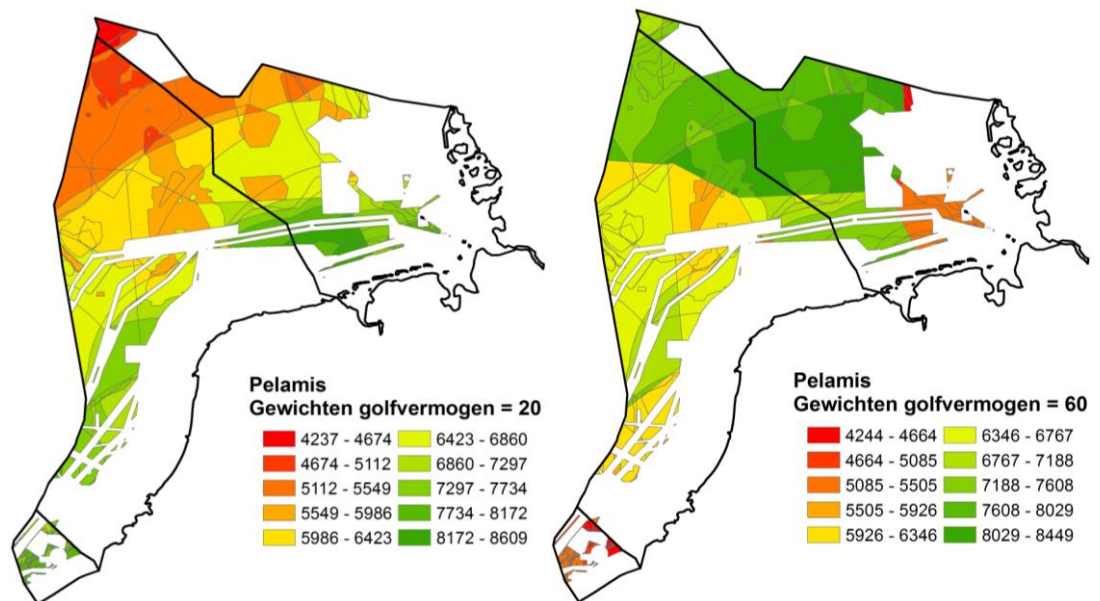 Pelamis
Gewichten golfvermogen = 20
4237 - 4674 6423 - 6860
4674 - 5112 6860 - 7297
5112 - 5549 7297 - 7734
5549 - 5986 7734 - 8172
5986 - 6423 8172 - 8609
Pelamis
Gewichten golfvermogen = 60
4244 - 4664 6346 - 6767
4664 - 5085 6767 - 7188
5085 - 5505 7188 - 7608
5505 - 5926 7608 - 8029
5926 - 6346 8029 - 8449